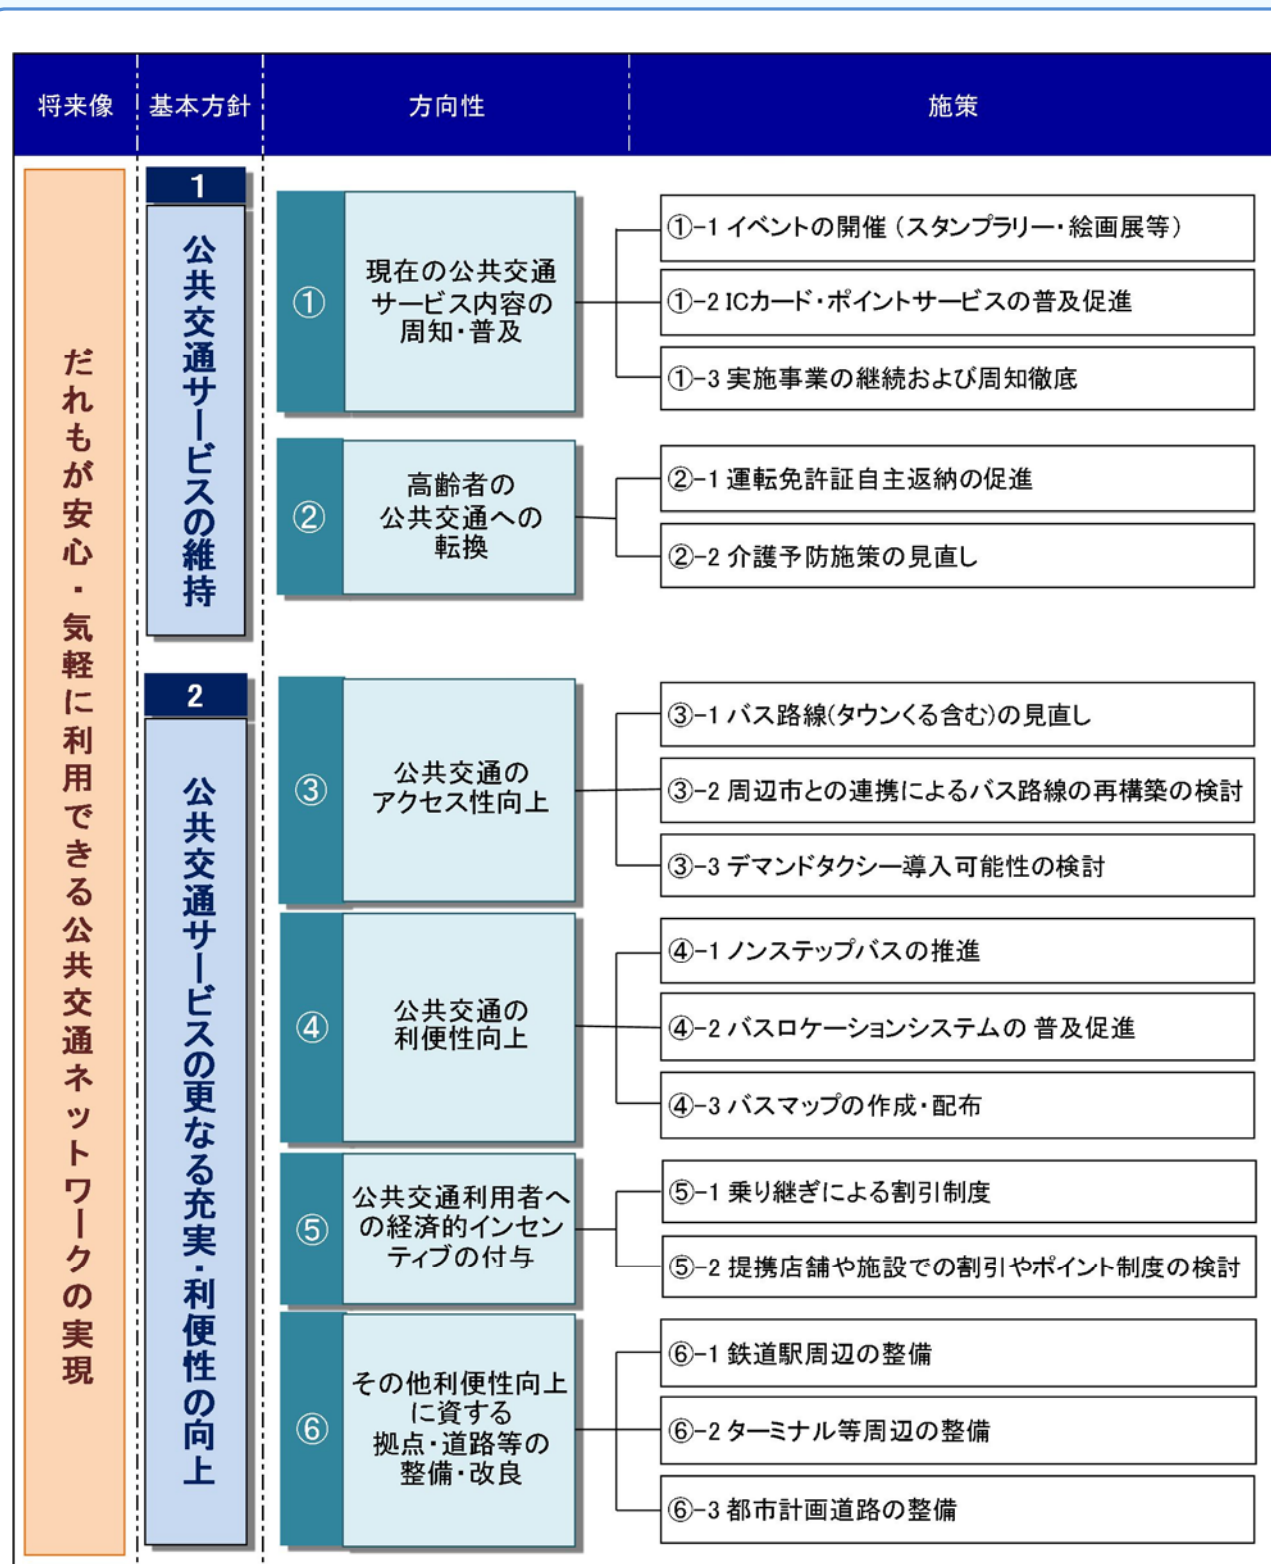 将来像
基本方針
方向性
施策
だれもが安心・気軽に利用できる公共交通ネットワークの実現
1
公共交通サービスの維持
①
現在の公共交通
サービス内容の
周知・普及
①-1 イベントの開催（スタンプラリー・絵画展等）
①-2 ICカード・ポイントサービスの普及促進
①-3 実施事業の継続および周知徹底
②
高齢者の
公共交通への
転換
②-1 運転免許証自主返納の促進
②-2 介護予防施策の見直し
2
公共交通サービスの更なる充実・利便性の向上
③
公共交通の
アクセス性向上
③-1 バス路線(タウンくる含む)の見直し
③-2 周辺市との連携によるバス路線の再構築の検討
③-3 デマンドタクシー導入可能性の検討
④
公共交通の
利便性向上
④-1 ノンステップバスの推進
④-2 バスロケーションシステムの 普及促進
④-3 バスマップの作成・配布
⑤
公共交通利用者へ
の経済的インセン
ティブの付与
⑤-1 乗り継ぎによる割引制度
⑤-2 提携店舗や施設での割引やポイント制度の検討
⑥
その他利便性向上
に資する
拠点・道路等の
整備・改良
⑥-1 鉄道駅周辺の整備
⑥-2 ターミナル等周辺の整備
⑥-3 都市計画道路の整備